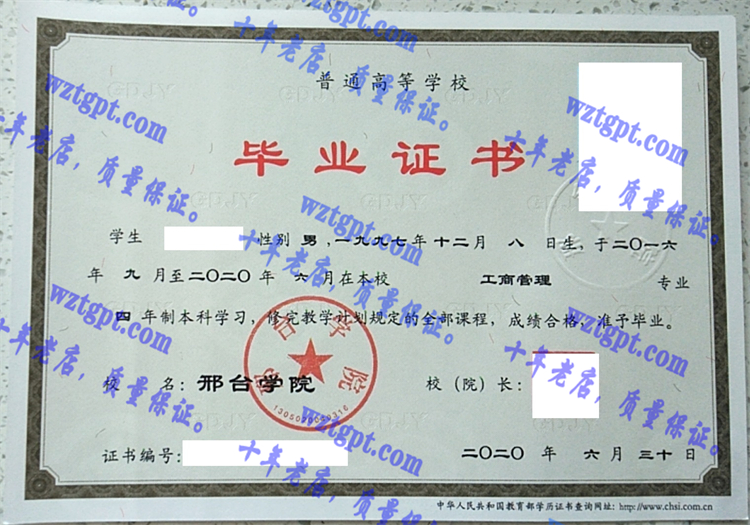 普通高等学校
毕业证书
学生 性别 男 ,一九九七年 十二月 八 日生，于二〇一六
年 九 月至二〇二〇年 六 月在本校 工商管理 专业
四 年制本科学习，修完教学计划规定的全部课程，成绩合格，准予毕业。
校 名：邢台学院 校（院）长：
证书编号： 二〇二〇 年 六 月 三十 日
中华人民共和国教育部学历证书查询网址：http://www.chsi.com.cn
邢台学院
GDJY
wztgpt.com
十年老店，质量保证。